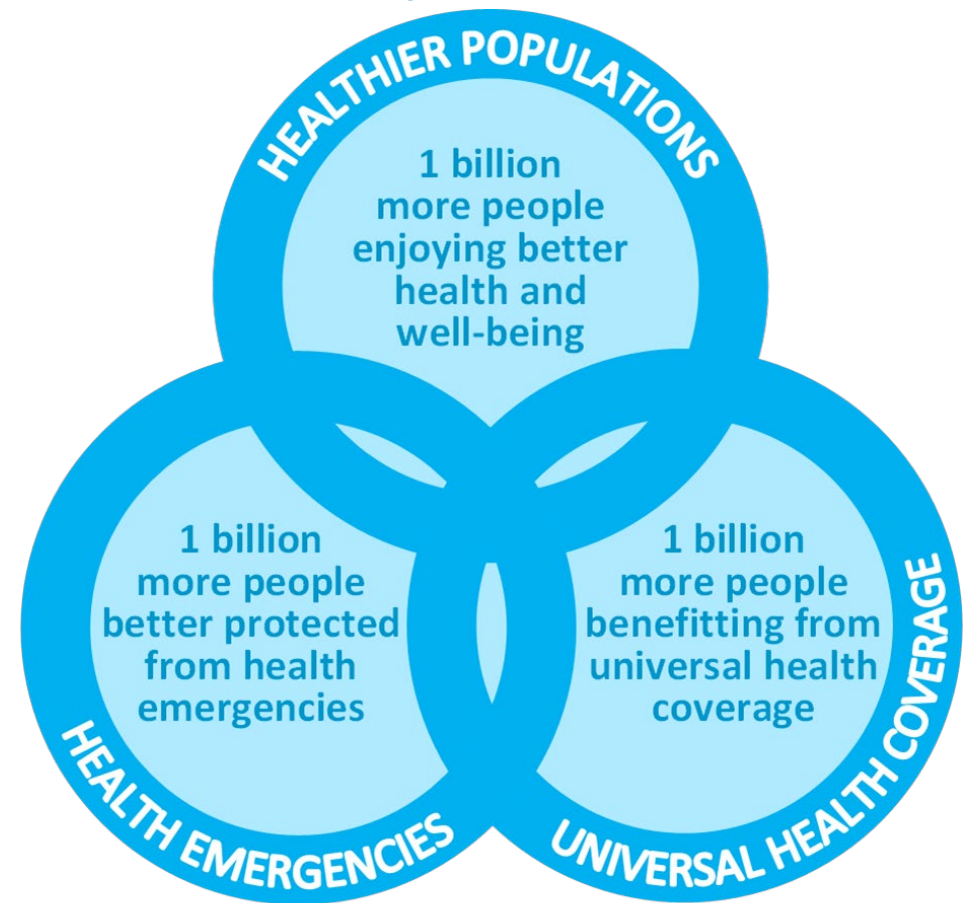 HEALTHIER POPULATIONS
1 billion
more people
enjoying better
health and
well-being
1 billion
more people
better protected
from health
emergencies
HEALTH EMERGENCIES
1 billion
more people
benefitting from
universal health
coverage
UNIVERSAL HEALTH COVERAGE